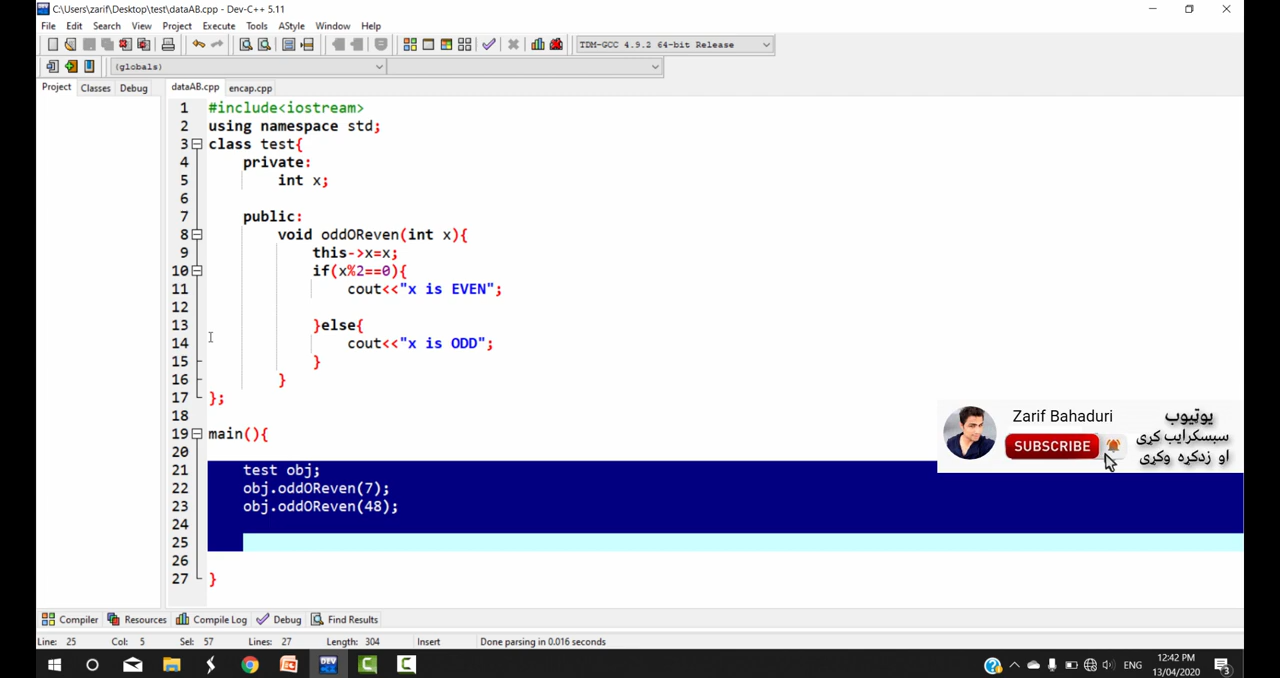 C:\Users\zarif\Desktop\test\dataAB.cpp - Dev-C++ 5.11
File Edit Search View Project Execute Tools AStyle Window Help
TDM-GCC 4.9.2 64-bit Release
(globals)
Project Classes Debug dataAB.cpp encap.cpp
1 #include<iostream>
2 using namespace std;
3 class test{
4 private:
5 int x;
6
7 public:
8 void oddOReven(int x){
9 this->x=x;
10 if(x%2==0){
11 cout<<"x is EVEN";
12
13 }else{
14 cout<<"x is ODD";
15 }
16 }
17 };
18
19 main(){
20
21 test obj;
22 obj.oddOReven(7);
23 obj.oddOReven(48);
24
25
26
27 }
Zarif Bahaduri
SUBSCRIBE
یوټیوب
سبسکرایب کړی
او زدکړه وکړی
Compiler Resources Compile Log Debug Find Results
Line: 25 Col: 5 Sel: 57 Lines: 27 Length: 304 Insert Done parsing in 0.016 seconds
DEV
ENG
12:42 PM
13/04/2020
3